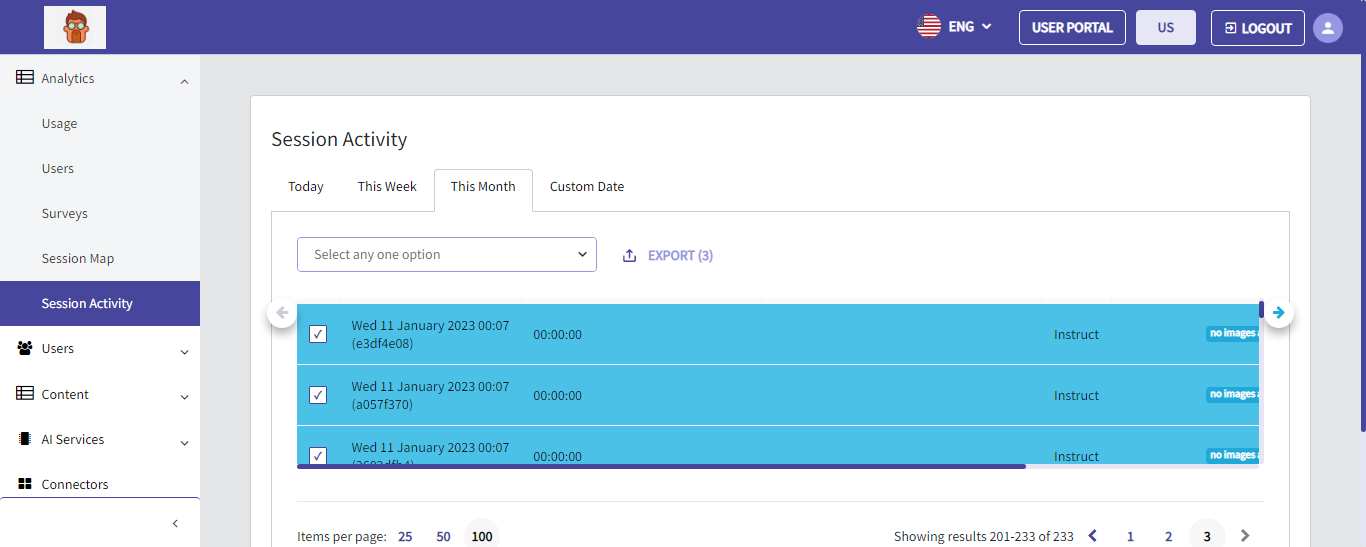 ENG
USER PORTAL
US
LOGOUT
Analytics
Usage
Users
Surveys
Session Map
Session Activity
Users
Content
AI Services
Connectors
Session Activity
Today This Week This Month Custom Date
Select any one option
EXPORT (3)
Wed 11 January 2023 00:07
(e3df4e08)
00:00:00
Instruct
no images
Wed 11 January 2023 00:07
(a057f370)
00:00:00
Instruct
no images
Wed 11 January 2023 00:07
00:00:00
Instruct
no images
Items per page: 25 50 100
Showing results 201-233 of 233
1 2 3